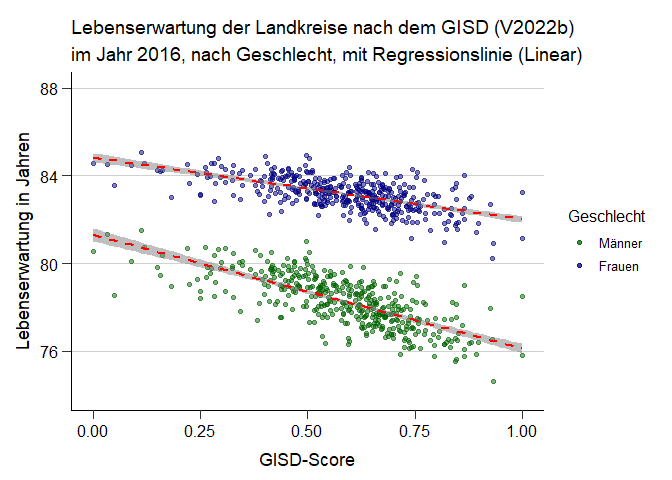 Lebenserwartung der Landkreise nach dem GISD (V2022b)
im Jahr 2016, nach Geschlecht, mit Regressionslinie (Linear)
Lebenserwartung in Jahren
88
84
80
76
0.00 0.25 0.50 0.75 1.00
GISD-Score
Geschlecht
Männer
Frauen